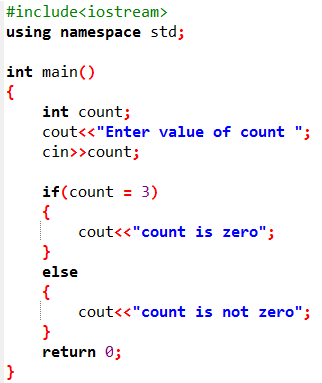 #include<iostream>
using namespace std;
int main()
{
int count;
cout<<"Enter value of count ";
cin>>count;
if(count = 3)
{
cout<<"count is zero";
}
else
{
cout<<"count is not zero";
}
return 0;
}